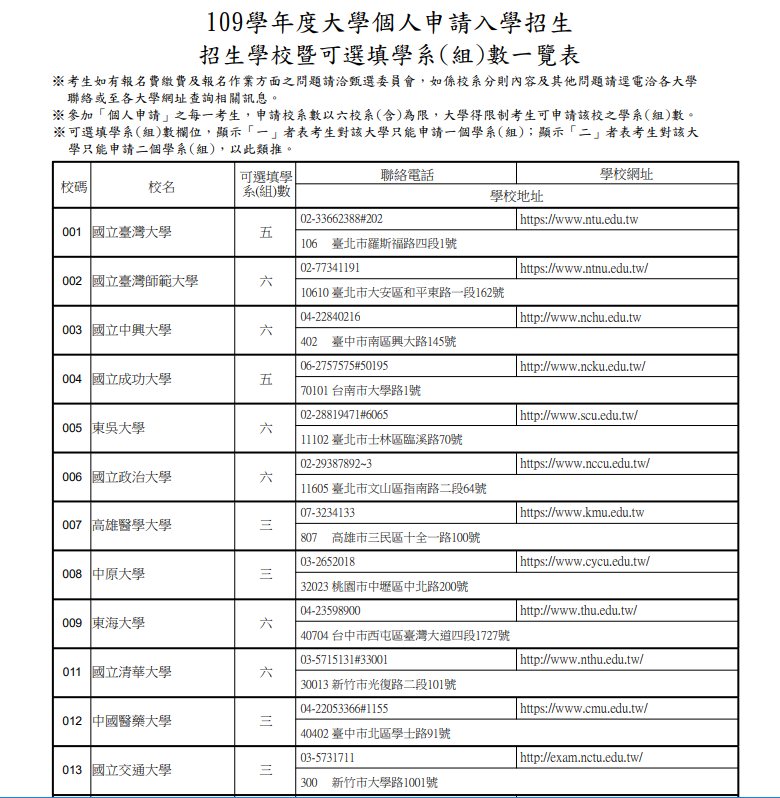 109學年度大學個人申請入學招生
招生學校暨可選填學系(組)數一覽表
※考生如有報名費繳費及報名作業方面之問題請洽甄選委員會，如係校系分則內容及其他問題請逕電洽各大學
聯絡或至各大學網址查詢相關訊息。
※參加「個人申請」之每一考生，申請校系數以六校系(含)為限，大學得限制考生可申請該校之學系(組)數。
※可選填學系(組)數欄位，顯示「一」者表考生對該大學只能申請一個學系(組)；顯示「二」者表考生對該大
學只能申請二個學系(組)，以此類推。
校碼 校名 可選填學系(組)數 聯絡電話 學校網址
學校地址
001 國立臺灣大學 五 02-33662388#202 https://www.ntu.edu.tw
106 臺北市羅斯福路四段1號
002 國立臺灣師範大學 六 02-77341191 https://www.ntnu.edu.tw/
10610 臺北市大安區和平東路一段162號
003 國立中興大學 六 04-22840216 http://www.nchu.edu.tw
402 臺中市南區興大路145號
004 國立成功大學 五 06-2757575#50195 http://www.ncku.edu.tw/
70101 台南市大學路1號
005 東吳大學 六 02-28819471#6065 http://www.scu.edu.tw/
11102 臺北市士林區臨溪路70號
006 國立政治大學 六 02-29387892~3 https://www.nccu.edu.tw/
11605 臺北市文山區指南路二段64號
007 高雄醫學大學 三 07-3234133 https://www.kmu.edu.tw
807 高雄市三民區十全一路100號
008 中原大學 三 03-2652018 https://www.cycu.edu.tw/
32023 桃園市中壢區中北路200號
009 東海大學 六 04-23598900 http://www.thu.edu.tw/
40704 台中市西屯區臺灣大道四段1727號
011 國立清華大學 六 03-5715131#33001 http://www.nthu.edu.tw/
30013 新竹市光復路二段101號
012 中國醫藥大學 三 04-22053366#1155 https://www.cmu.edu.tw/
40402 臺中市北區學士路91號
013 國立交通大學 三 03-5731711 http://exam.nctu.edu.tw/
300 新竹市大學路1001號